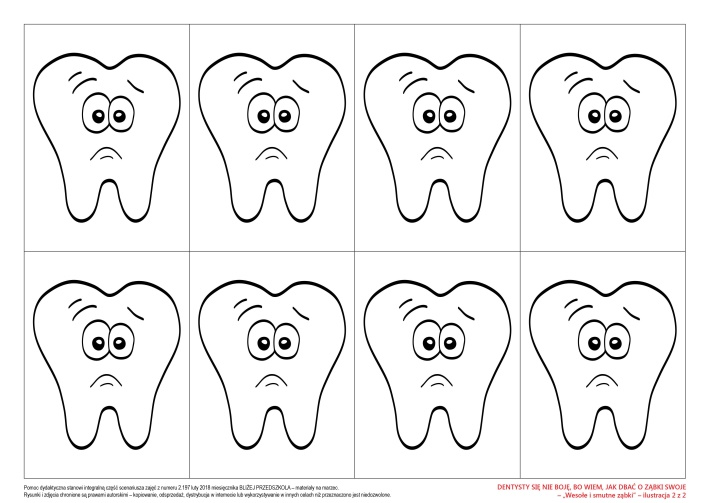 Pomoc dydaktyczna stanowi integralną część scenariusza zajęć z numeru 2.197 luty 2018 miesięcznika BLIŻEJ PRZEDSZKOLA – materiały na marzec.
Rysunki i zdjęcia chronione są prawami autorskimi – kopiowanie, odsprzedaż, dystrybucja w internecie lub wykorzystywanie w innych celach niż przeznaczone jest niedozwolone.
DENTYSTY SIĘ NIE BOJĘ, BO WIEM, JAK DBAĆ O ZĄBKI SWOJE
– „Wesołe i smutne ząbki” – ilustracja 2 z 2